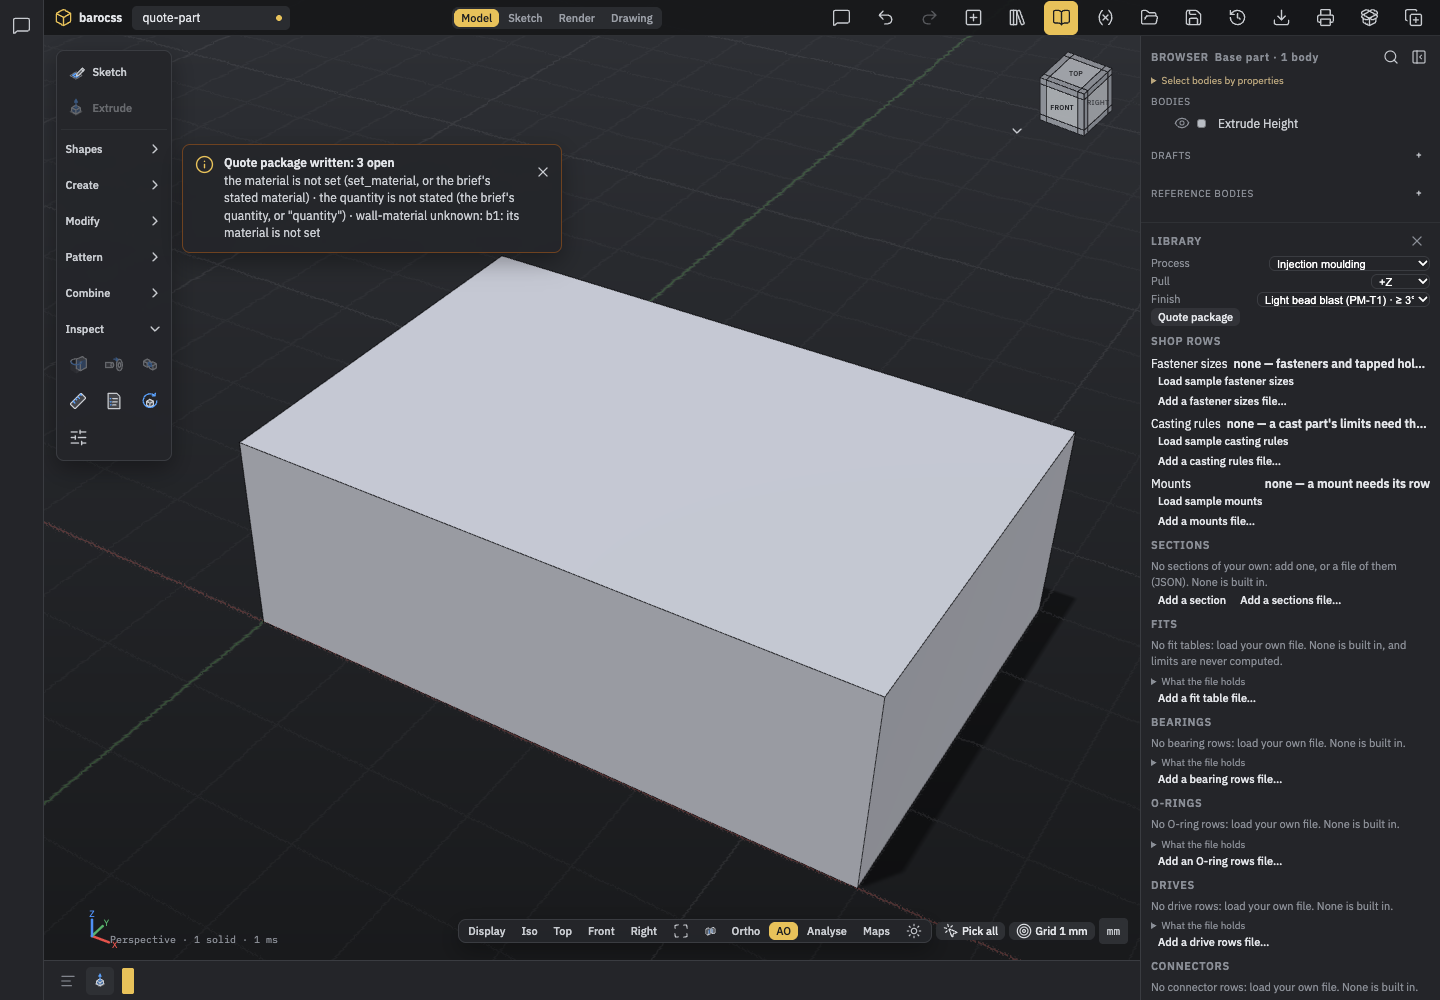 barocss
quote-part
Model
Sketch
Render
Drawing
Sketch
Extrude
Shapes
Create
Modify
Pattern
Combine
Inspect
Quote package written: 3 open
the material is not set (set_material, or the brief's
stated material) · the quantity is not stated (the brief's
quantity, or "quantity") · wall-material unknown: b1: its
material is not set
TOP
FRONT
RIGHT
BROWSER Base part · 1 body
Select bodies by properties
BODIES
Extrude Height
DRAFTS
REFERENCE BODIES
LIBRARY
Process Injection moulding
Pull +Z
Finish Light bead blast (PM-T1) · ≥ 3°
Quote package
SHOP ROWS
Fastener sizes none — fasteners and tapped hol...
Load sample fastener sizes
Add a fastener sizes file...
Casting rules none — a cast part's limits need th...
Load sample casting rules
Add a casting rules file...
Mounts none — a mount needs its row
Load sample mounts
Add a mounts file...
SECTIONS
No sections of your own: add one, or a file of them
(JSON). None is built in.
Add a section Add a sections file...
FITS
No fit tables: load your own file. None is built in, and
limits are never computed.
What the file holds
Add a fit table file...
BEARINGS
No bearing rows: load your own file. None is built in.
What the file holds
Add a bearing rows file...
O-RINGS
No O-ring rows: load your own file. None is built in.
What the file holds
Add an O-ring rows file...
DRIVES
No drive rows: load your own file. None is built in.
What the file holds
Add a drive rows file...
CONNECTORS
No connector rows: load your own file. None is built in.
Z
Y
X
Perspective · 1 solid · 1 ms
Display
Iso
Top
Front
Right
Ortho
AO
Analyse
Maps
Pick all
Grid 1 mm
mm